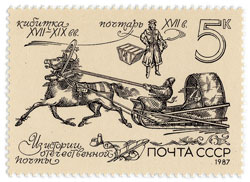 кибитка
XVII-XIX вв.
почтарь
XVII в.
5К
Из истории
отечественной
почты
ПОЧТА СССР
1987